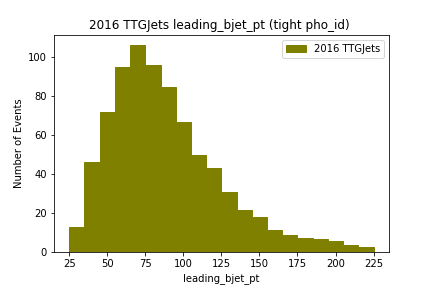 2016 TTGJets leading_bjet_pt (tight pho_id)
2016 TTGJets
Number of Events
100
80
60
40
20
0
25 50 75 100 125 150 175 200 225
leading_bjet_pt